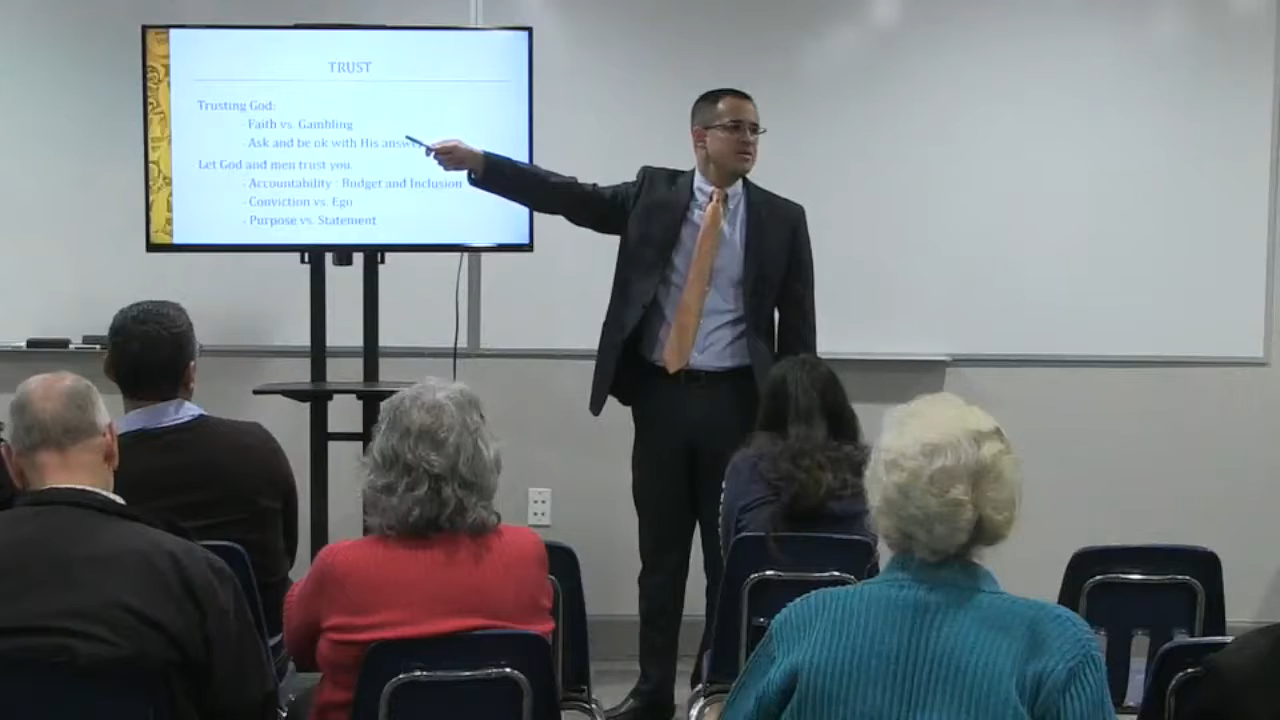 TRUST
Trusting God:
- Faith vs. Gambling
- Ask and be ok with His answer
Let God and men trust you.
- Accountability : Budget and Inclusion
- Conviction vs. Ego
- Purpose vs. Statement